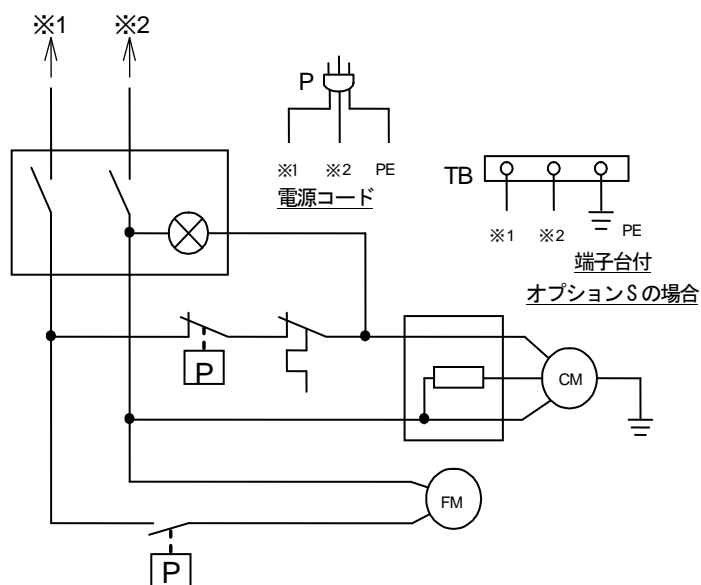 ※1
※2
P
※1 ※2 PE
電源コード
TB
※1 ※2 PE
端子台付
オプションSの場合
P
CM
FM
P